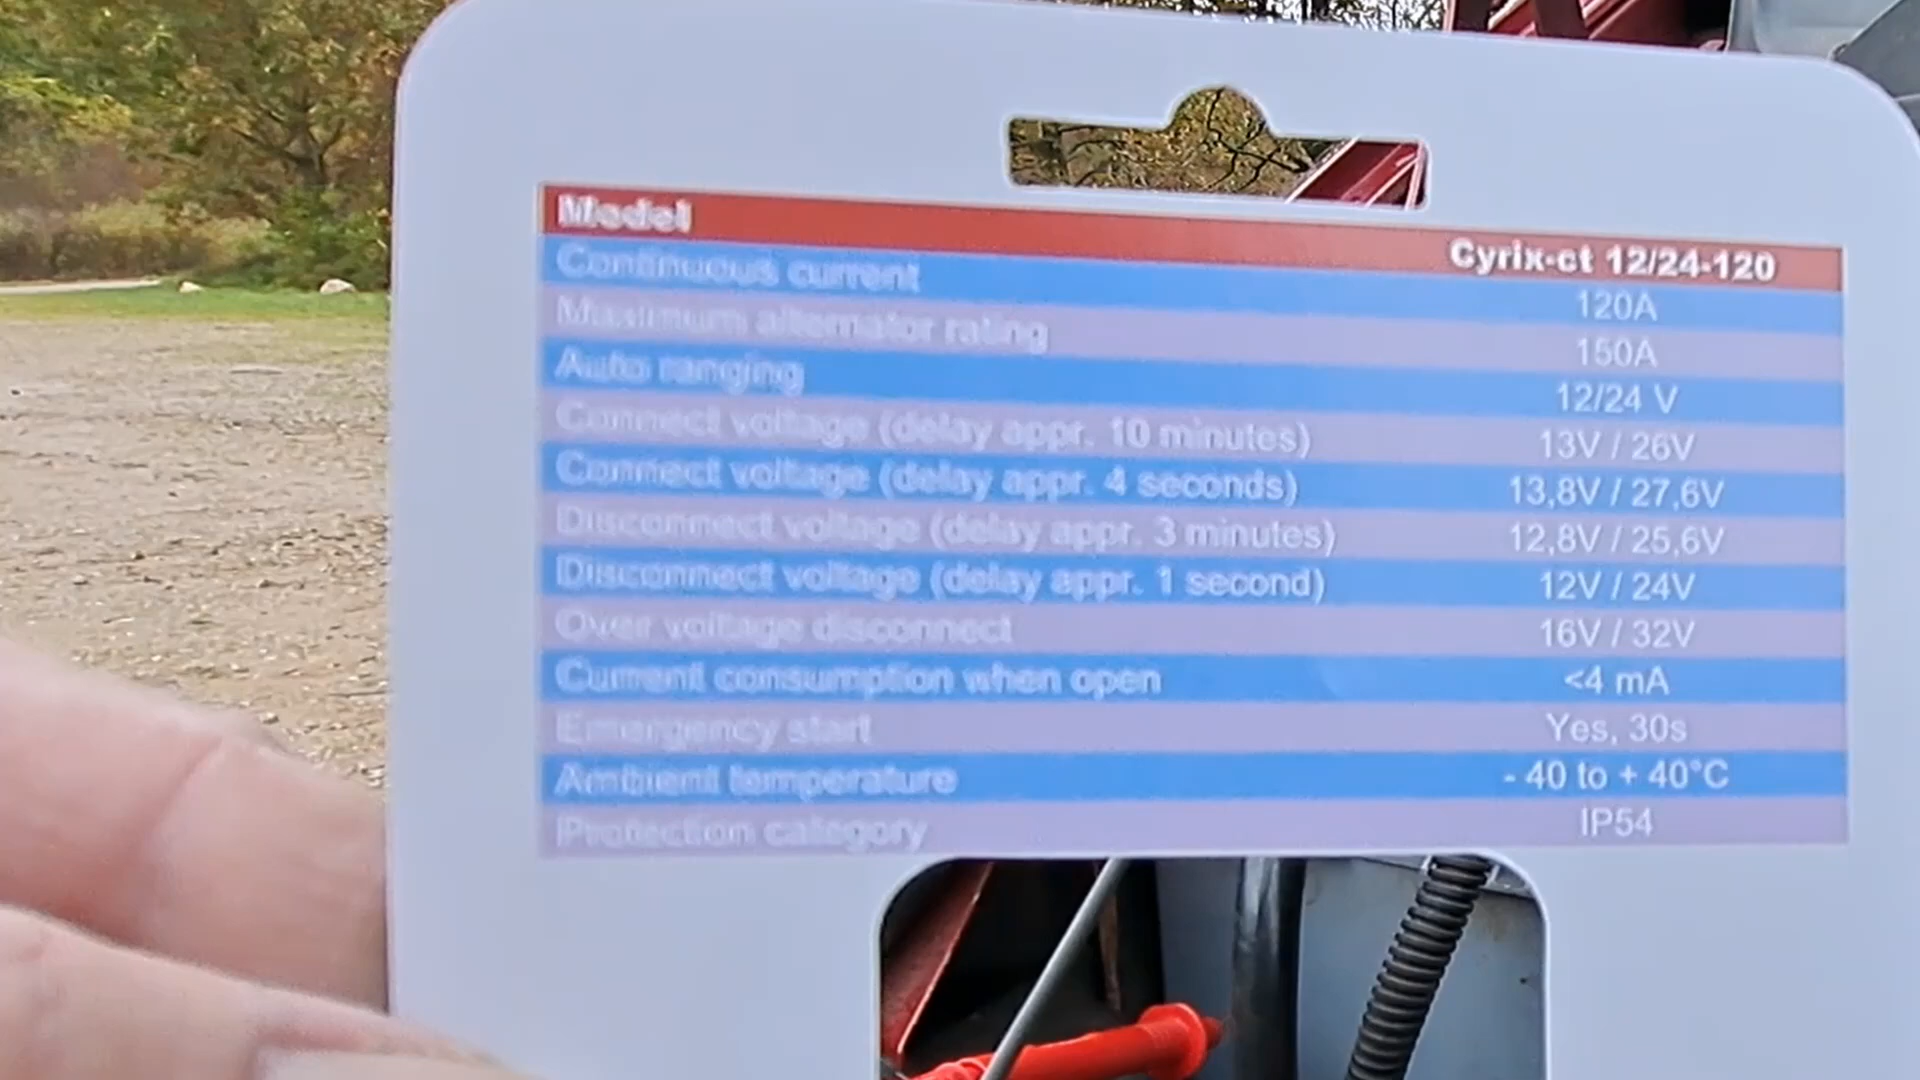 Model Cyrix-ct 12/24-120
Continuous current 120A
Maximum alternator rating 150A
Auto ranging 12/24 V
Connect voltage (delay appr. 10 minutes) 13V / 26V
Connect voltage (delay appr. 4 seconds) 13,8V / 27,6V
Disconnect voltage (delay appr. 3 minutes) 12,8V / 25,6V
Disconnect voltage (delay appr. 1 second) 12V / 24V
Over voltage disconnect 16V / 32V
Current consumption when open <4 mA
Emergency start Yes, 30s
Ambient temperature - 40 to + 40°C
Protection category IP54